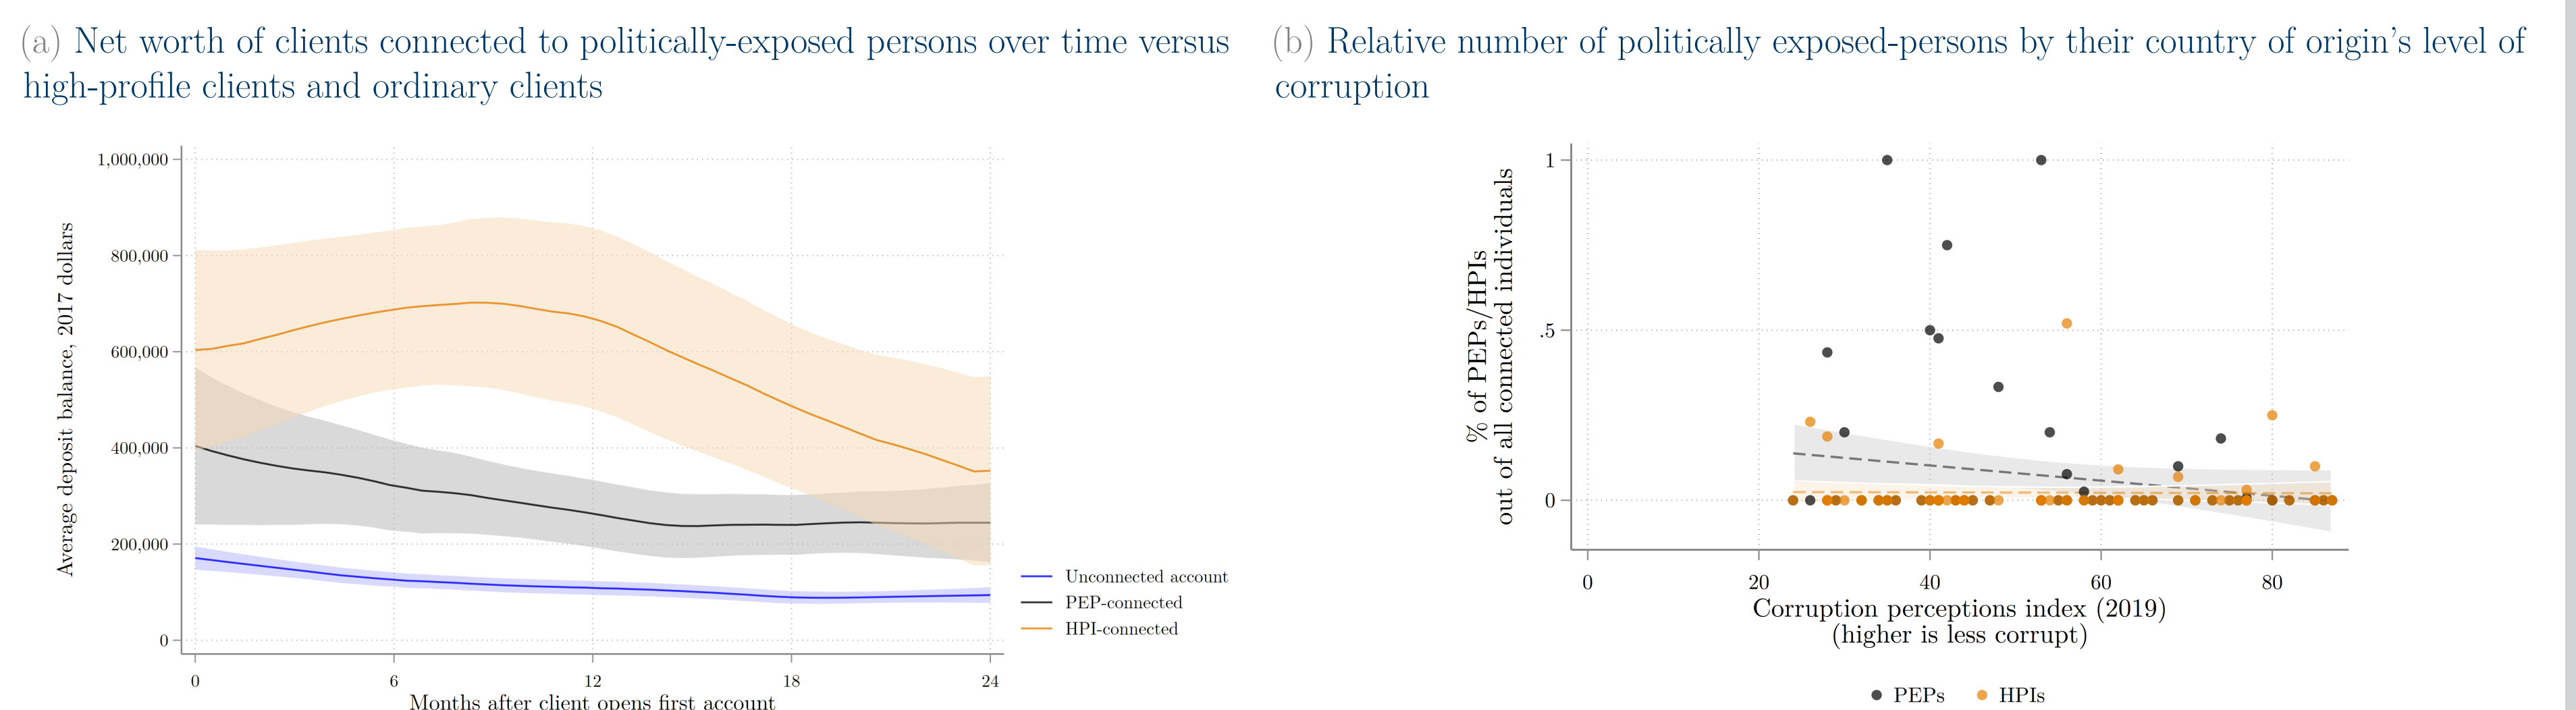 (a) Net worth of clients connected to politically-exposed persons over time versus
high-profile clients and ordinary clients
1,000,000
800,000
600,000
400,000
200,000
0
Average deposit balance, 2017 dollars
0 6 12 18 24
Months after client opens first account
Unconnected account
PEP-connected
HPI-connected
(b) Relative number of politically exposed-persons by their country of origin's level of
corruption
1
.5
0
% of PEPs/HPIs
out of all connected individuals
0 20 40 60 80
Corruption perceptions index (2019)
(higher is less corrupt)
PEPs HPIs